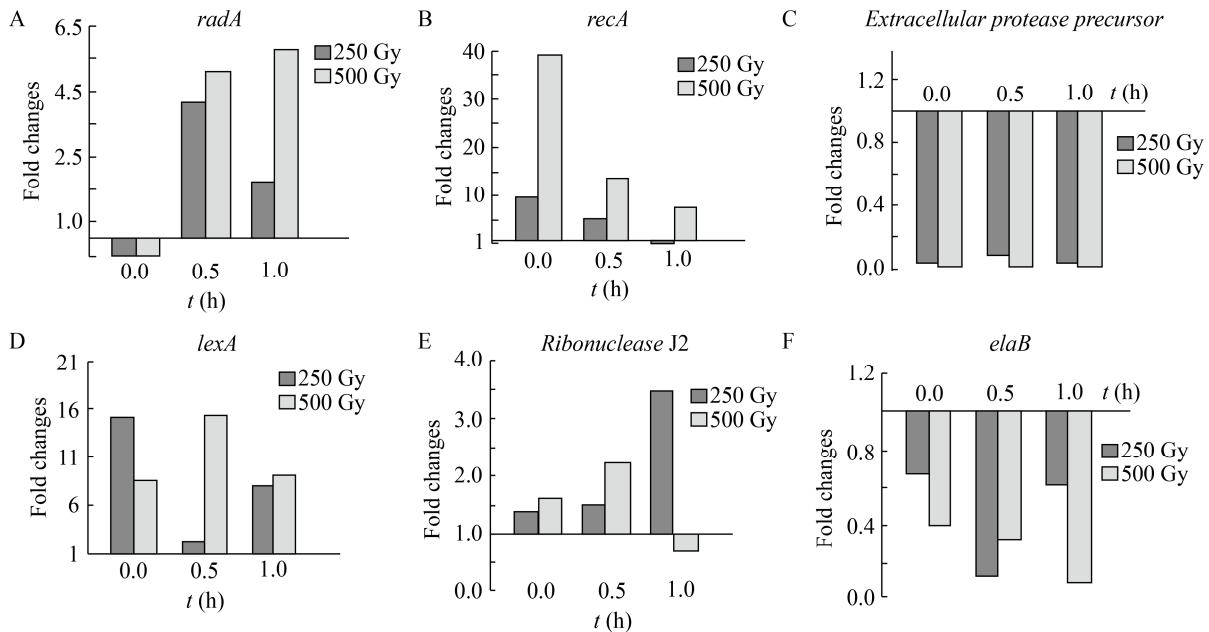 A
radA
6.5
4.5
2.5
1.0
Fold changes
250 Gy
500 Gy
0.0 0.5 1.0
t (h)
B
recA
40
30
20
10
1
Fold changes
250 Gy
500 Gy
0.0 0.5 1.0
t (h)
C
Extracellular protease precursor
1.2
0.8
0.4
0.0
Fold changes
0.0 0.5 1.0 t (h)
250 Gy
500 Gy
D
lexA
21
16
11
6
1
Fold changes
250 Gy
500 Gy
0.0 0.5 1.0
t (h)
E
Ribonuclease J2
4.0
3.0
2.0
1.0
0.0
Fold changes
250 Gy
500 Gy
0.0 0.5 1.0
t (h)
F
elaB
1.2
0.8
0.4
0.0
Fold changes
0.0 0.5 1.0 t (h)
250 Gy
500 Gy